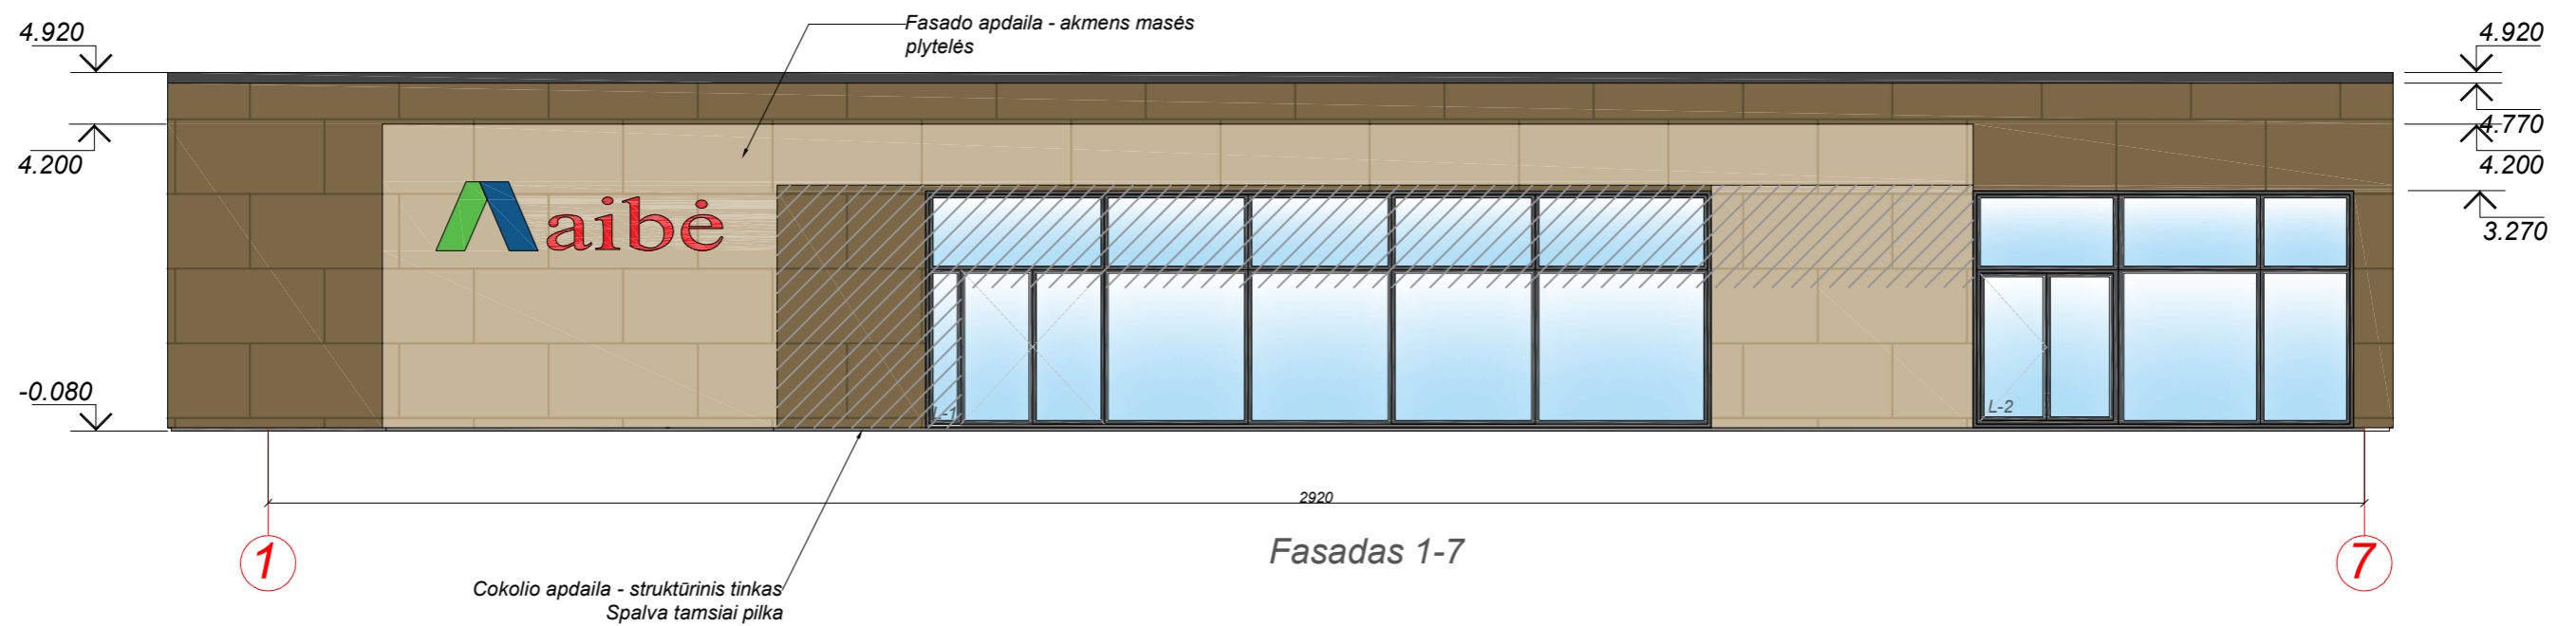 4.920
Fasado apdaila - akmens masės
plytelės
4.920
4.770
4.200
4.200
3.270
aibė
-0.080
L-1
L-2
2920
1
Fasadas 1-7
7
Cokolio apdaila - struktūrinis tinkas
Spalva tamsiai pilka